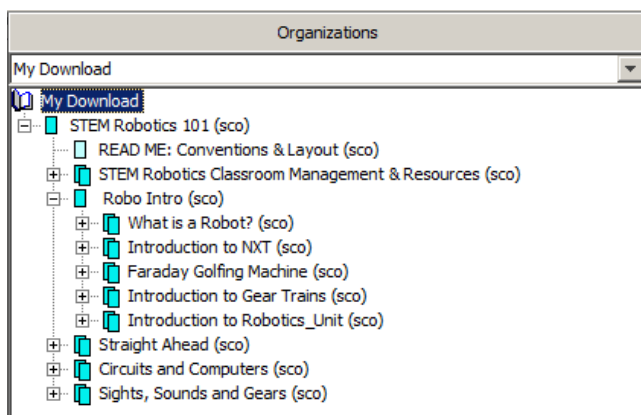 Organizations
My Download
My Download
STEM Robotics 101 (sco)
READ ME: Conventions & Layout (sco)
STEM Robotics Classroom Management & Resources (sco)
Robo Intro (sco)
What is a Robot? (sco)
Introduction to NXT (sco)
Faraday Golfing Machine (sco)
Introduction to Gear Trains (sco)
Introduction to Robotics_Unit (sco)
Straight Ahead (sco)
Circuits and Computers (sco)
Sights, Sounds and Gears (sco)